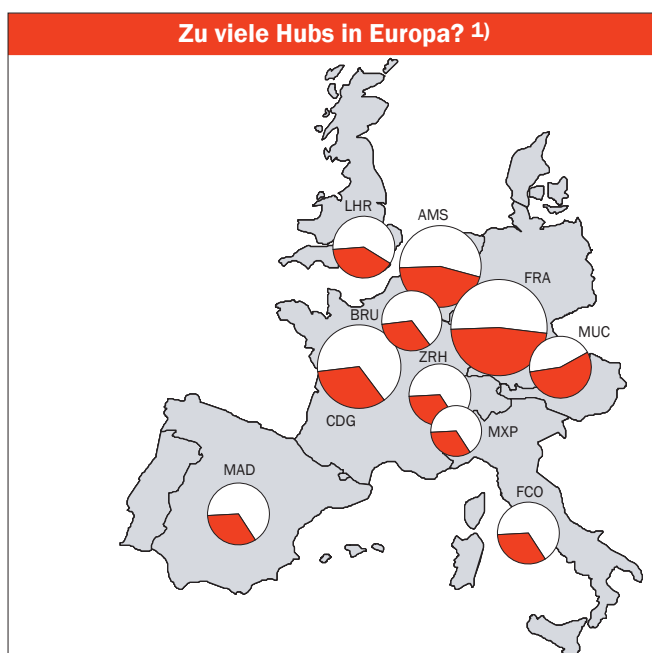 Zu viele Hubs in Europa? 1)
LHR
AMS
FRA
BRU
MUC
ZRH
CDG
MXP
MAD
FCO